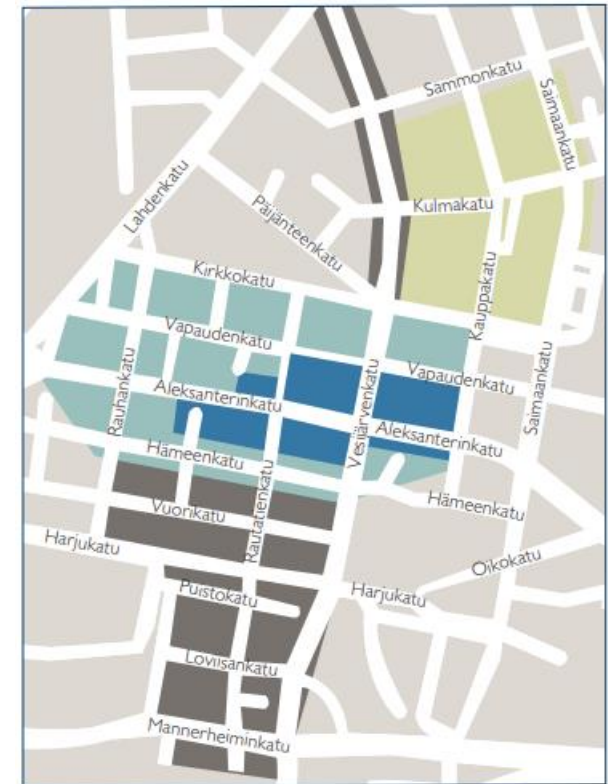 Sammonkatu
Saimaankatu
Lahdenkatu
Päijänteenkatu
Kulmakatu
Kirkkokatu
Kauppakatu
Vapaudenkatu
Vapaudenkatu
Rauhankatu
Aleksanterinkatu
Vesijärvenkatu
Saimaankatu
Aleksanterinkatu
Hämeenkatu
Rautatienkatu
Hämeenkatu
Vuorikatu
Harjukatu
Oikokatu
Puistokatu
Harjukatu
Loviisankatu
Mannerheiminkatu